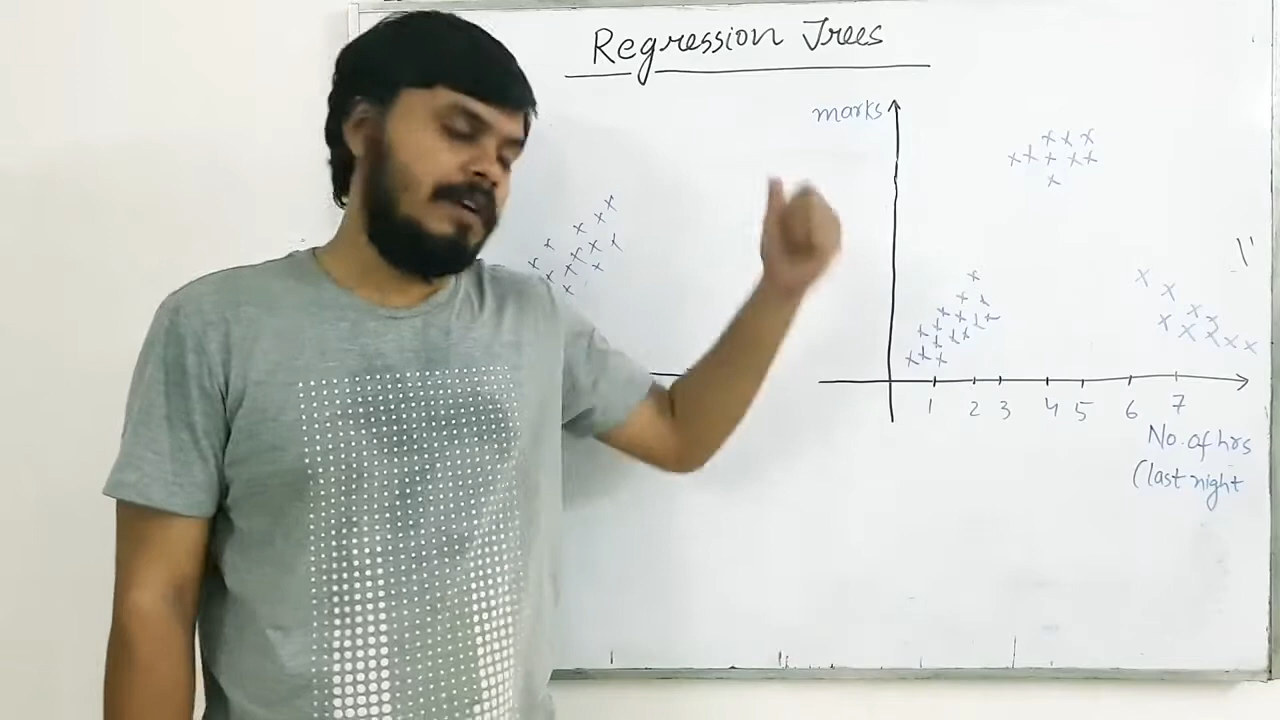 Regression Trees
marks
1 2 3 4 5 6 7
No. of hrs
(last night